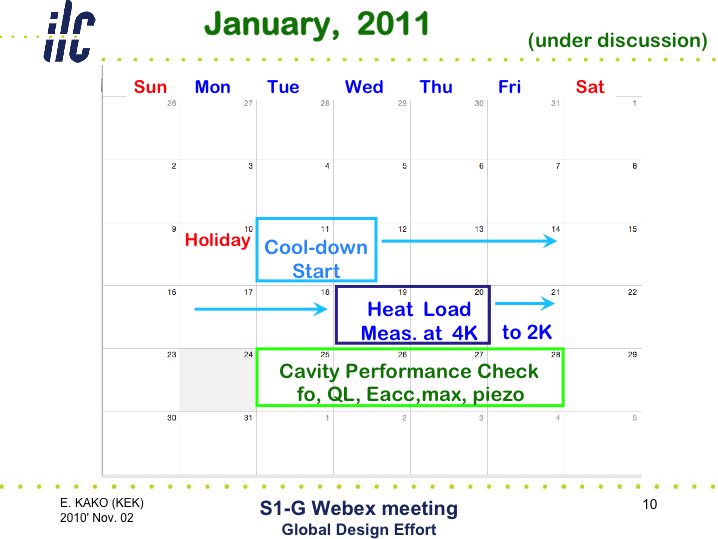 ilc
January, 2011
(under discussion)
Sun Mon Tue Wed Thu Fri Sat
26 27 28 29 30 31 1
2 3 4 5 6 7 8
9 10 11 12 13 14 15
Holiday
Cool-down
Start
16 17 18 19 20 21 22
Heat Load
Meas. at 4K to 2K
23 24 25 26 27 28 29
Cavity Performance Check
fo, QL, Eacc,max, piezo
30 31 1 2 3 4 5
E. KAKO (KEK)
2010' Nov. 02
S1-G Webex meeting
Global Design Effort
10